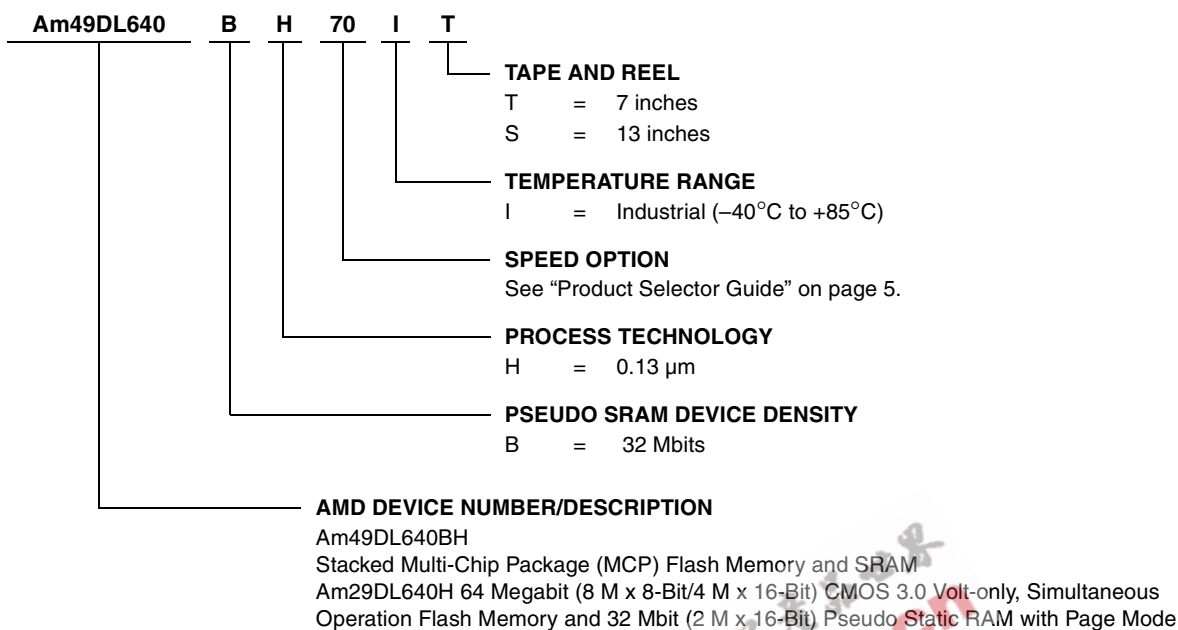 Am49DL640 B H 70 I T
TAPE AND REEL
T = 7 inches
S = 13 inches
TEMPERATURE RANGE
I = Industrial (–40°C to +85°C)
SPEED OPTION
See “Product Selector Guide” on page 5.
PROCESS TECHNOLOGY
H = 0.13 µm
PSEUDO SRAM DEVICE DENSITY
B = 32 Mbits
AMD DEVICE NUMBER/DESCRIPTION
Am49DL640BH
Stacked Multi-Chip Package (MCP) Flash Memory and SRAM
Am29DL640H 64 Megabit (8 M x 8-Bit/4 M x 16-Bit) CMOS 3.0 Volt-only, Simultaneous
Operation Flash Memory and 32 Mbit (2 M x 16-Bit) Pseudo Static RAM with Page Mode